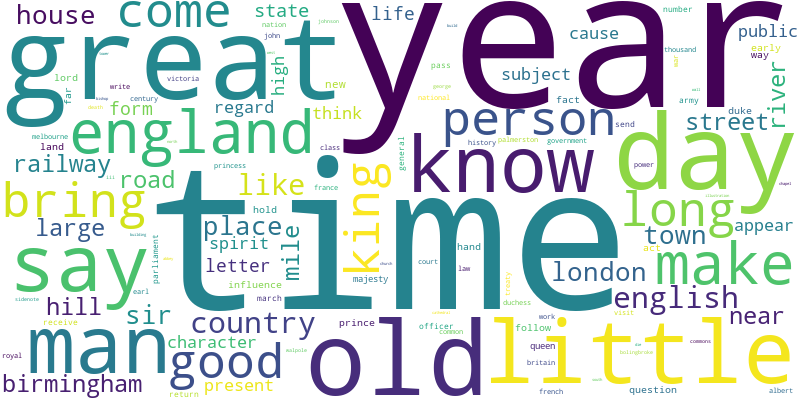 house
come
state
life
number
johnson
nation
john
year
cause
public
early
way
great
high
lord
far
victoria
new
pass
subject
thousand
war
river
write
form
regard
think
george
national
fact
army
duke
century
england
person
send
street
melbourne
land
class
general
history
palmerston
government
know
day
railway
princess
france
power
chapel
road
like
king
bring
time
long
large
place
hold
mile
town
appear
spirit
hand
act
say
parliament
letter
court
law
london
make
influence
majesty
church
treaty
earl
building
sidenote
hill
sir
march
duchess
english
near
man
receive
country
prince
officer
common
work
visit
character
follow
good
old
little
queen
commons
bolingbroke
walpole
britain
royal
birmingham
present
return
french
question
albert